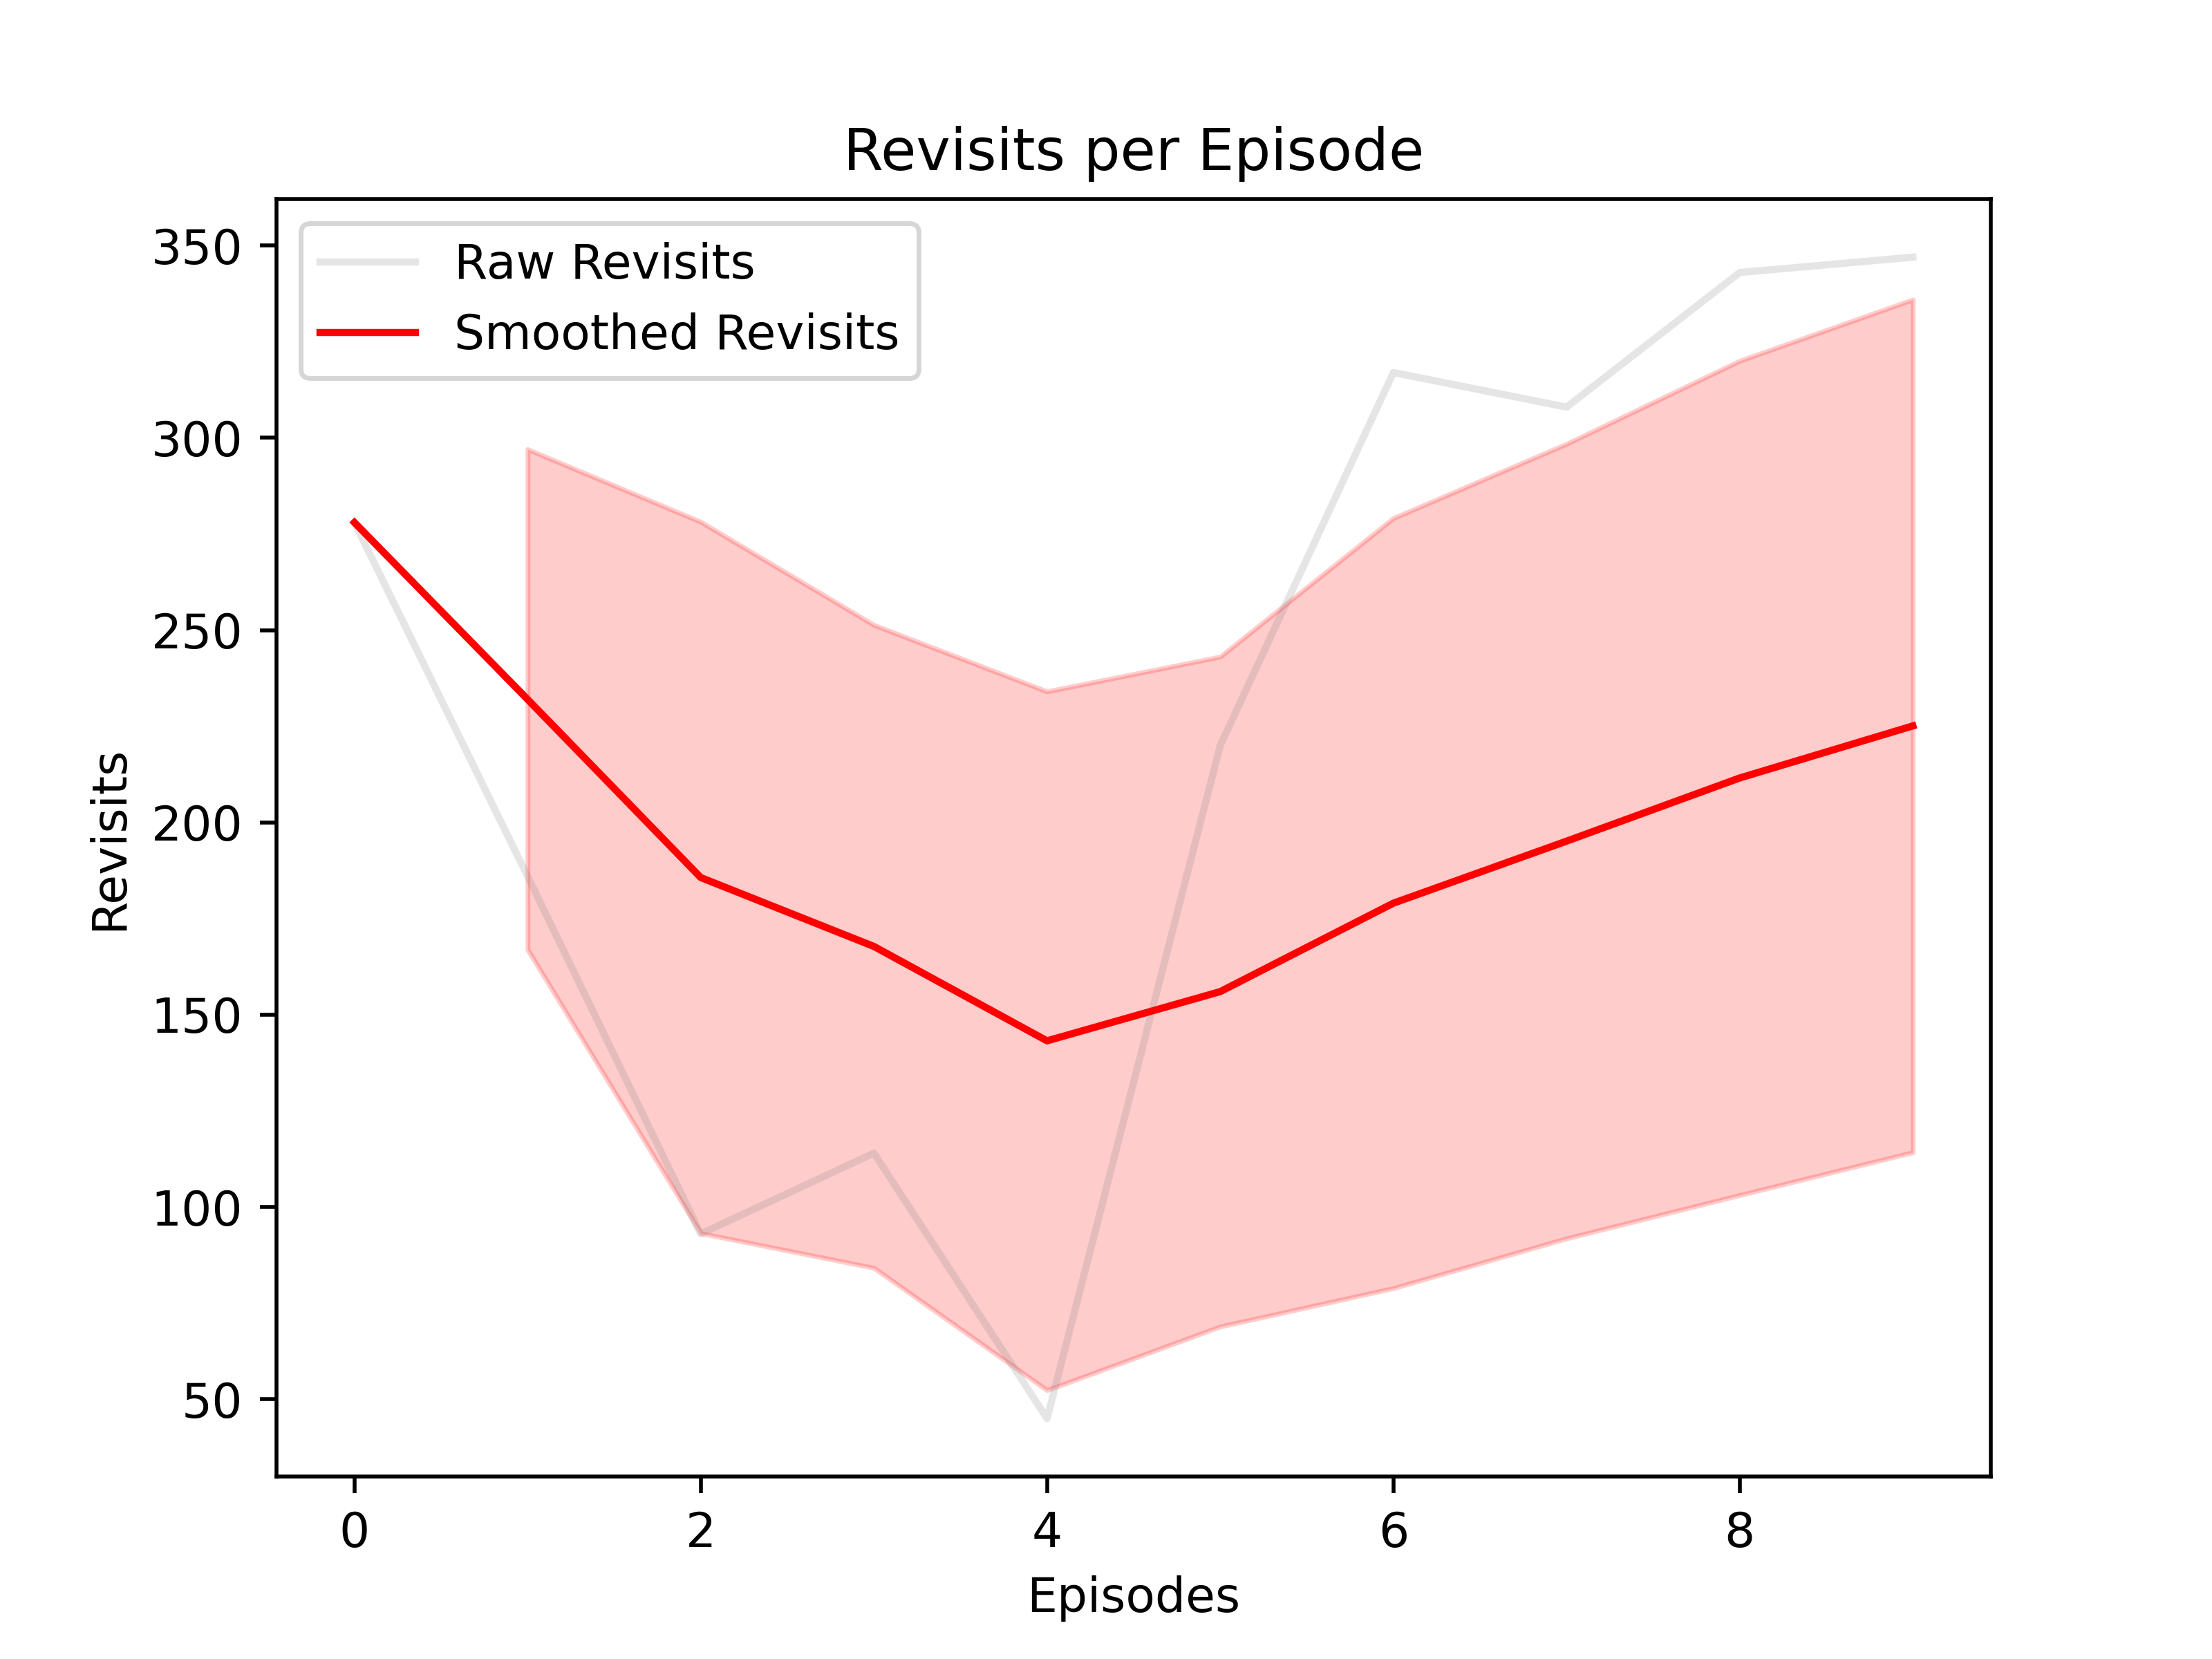 Revisits per Episode
Raw Revisits
Smoothed Revisits
350
300
250
200
150
100
50
Revisits
0 2 4 6 8
Episodes